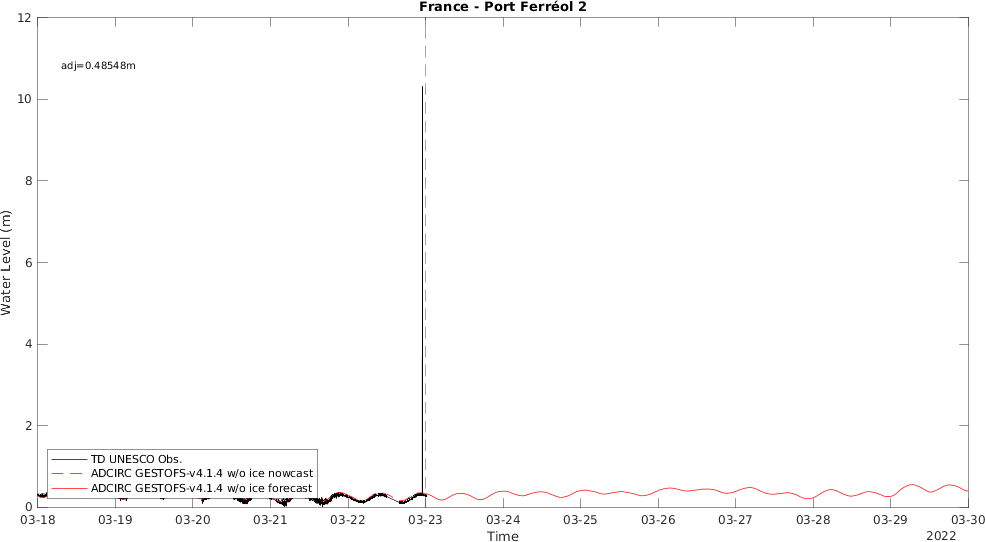 France - Port Ferréol 2
12
10
8
6
4
2
0
adj=0.48548m
Water Level (m)
TD UNESCO Obs.
ADCIRC GESTOFS-v4.1.4 w/o ice nowcast
ADCIRC GESTOFS-v4.1.4 w/o ice forecast
03-18 03-19 03-20 03-21 03-22 03-23 03-24 03-25 03-26 03-27 03-28 03-29 03-30
Time
2022